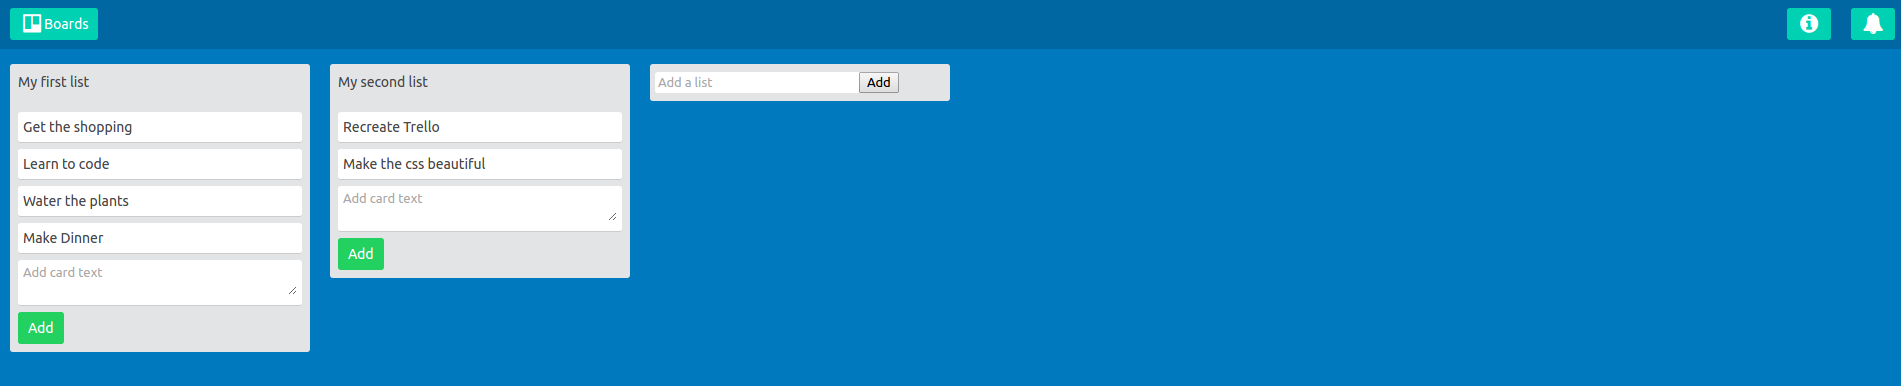 Boards
My first list
Get the shopping
Learn to code
Water the plants
Make Dinner
Add card text
Add
My second list
Recreate Trello
Make the css beautiful
Add card text
Add
Add a list
Add